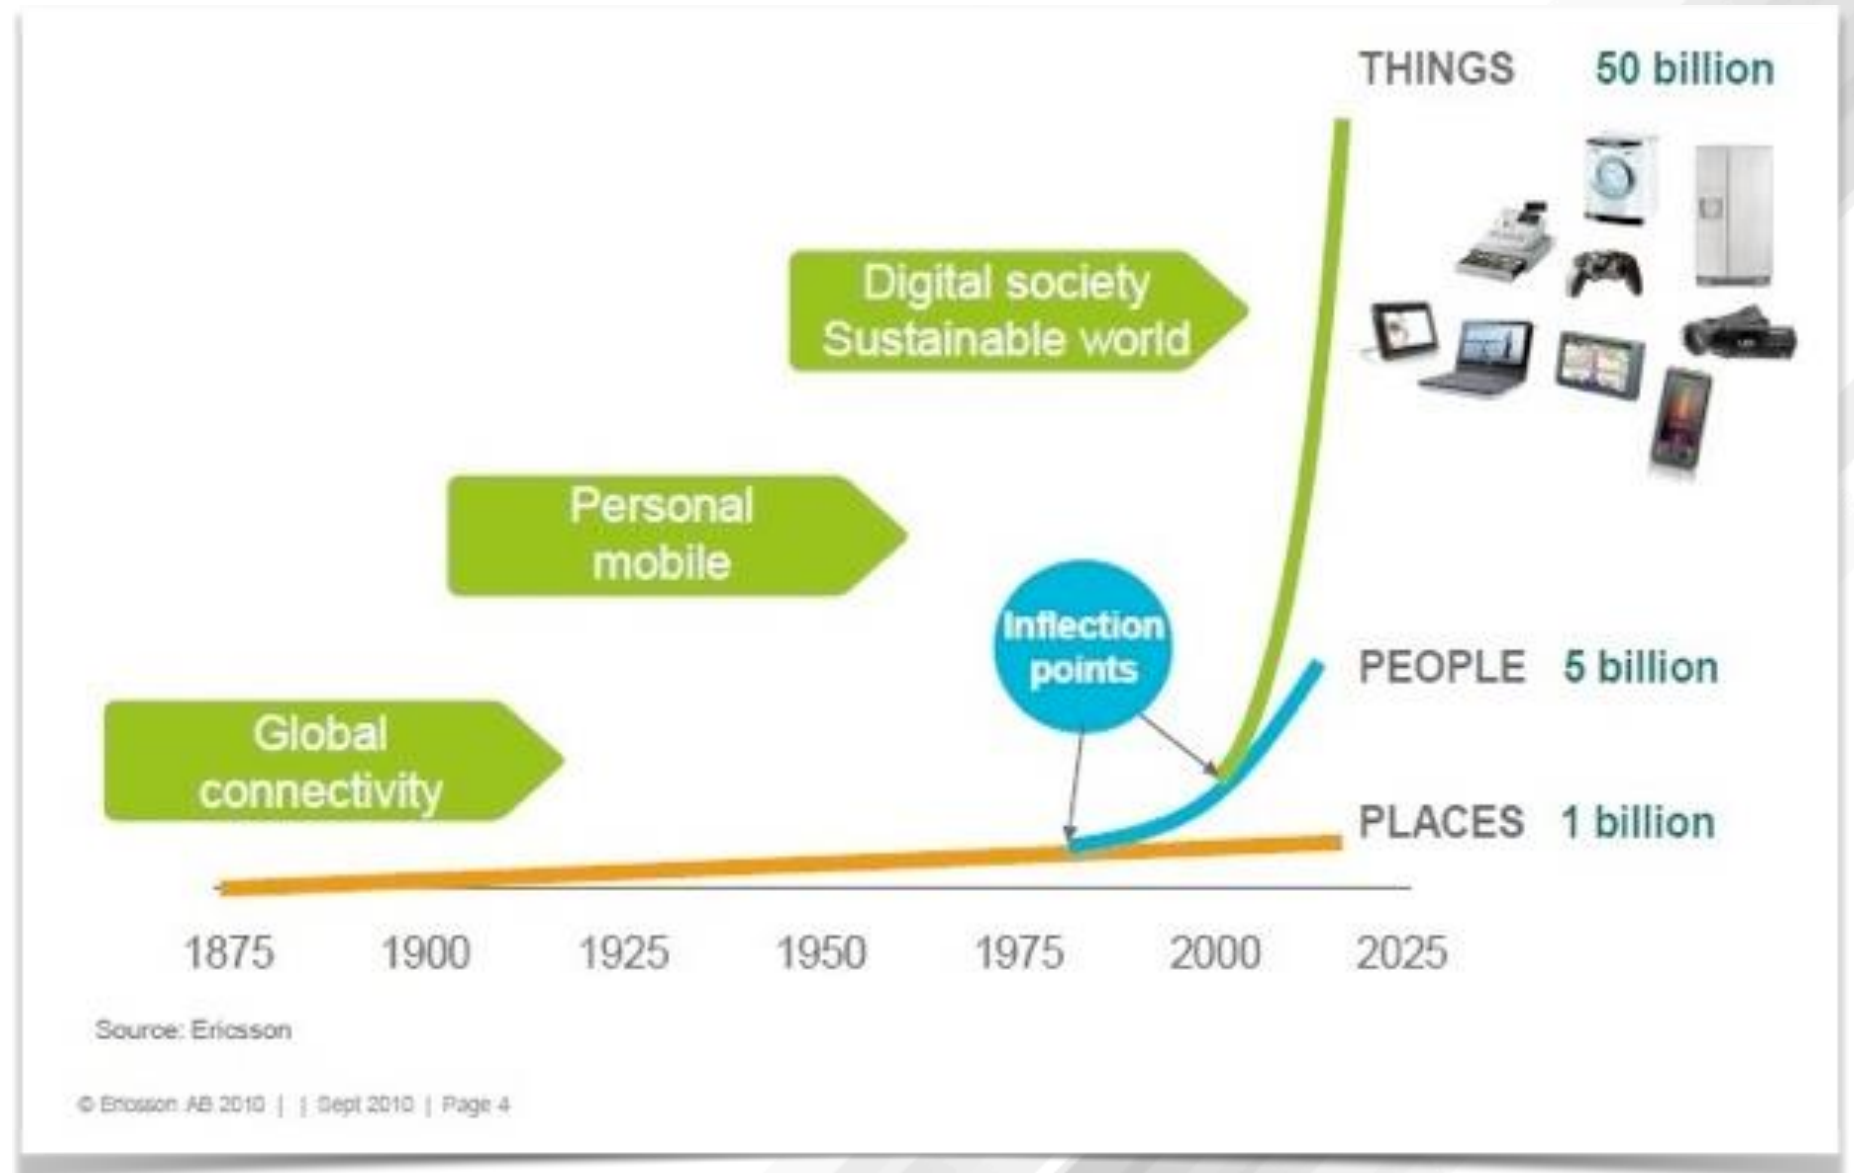 THINGS 50 billion
Digital society
Sustainable world
Personal
mobile
Inflection
points
PEOPLE 5 billion
Global
connectivity
PLACES 1 billion
1875 1900 1925 1950 1975 2000 2025
Source: Ericsson
© Ericsson AB 2010 | | Sept 2010 | Page 4